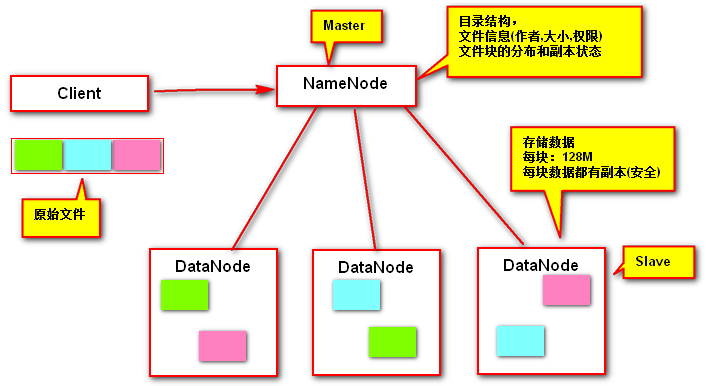 Master
目录结构，
文件信息(作者,大小,权限)
文件块的分布和副本状态
Client
NameNode
原始文件
存储数据
每块：128M
每块数据都有副本(安全)
DataNode
DataNode
DataNode
Slave